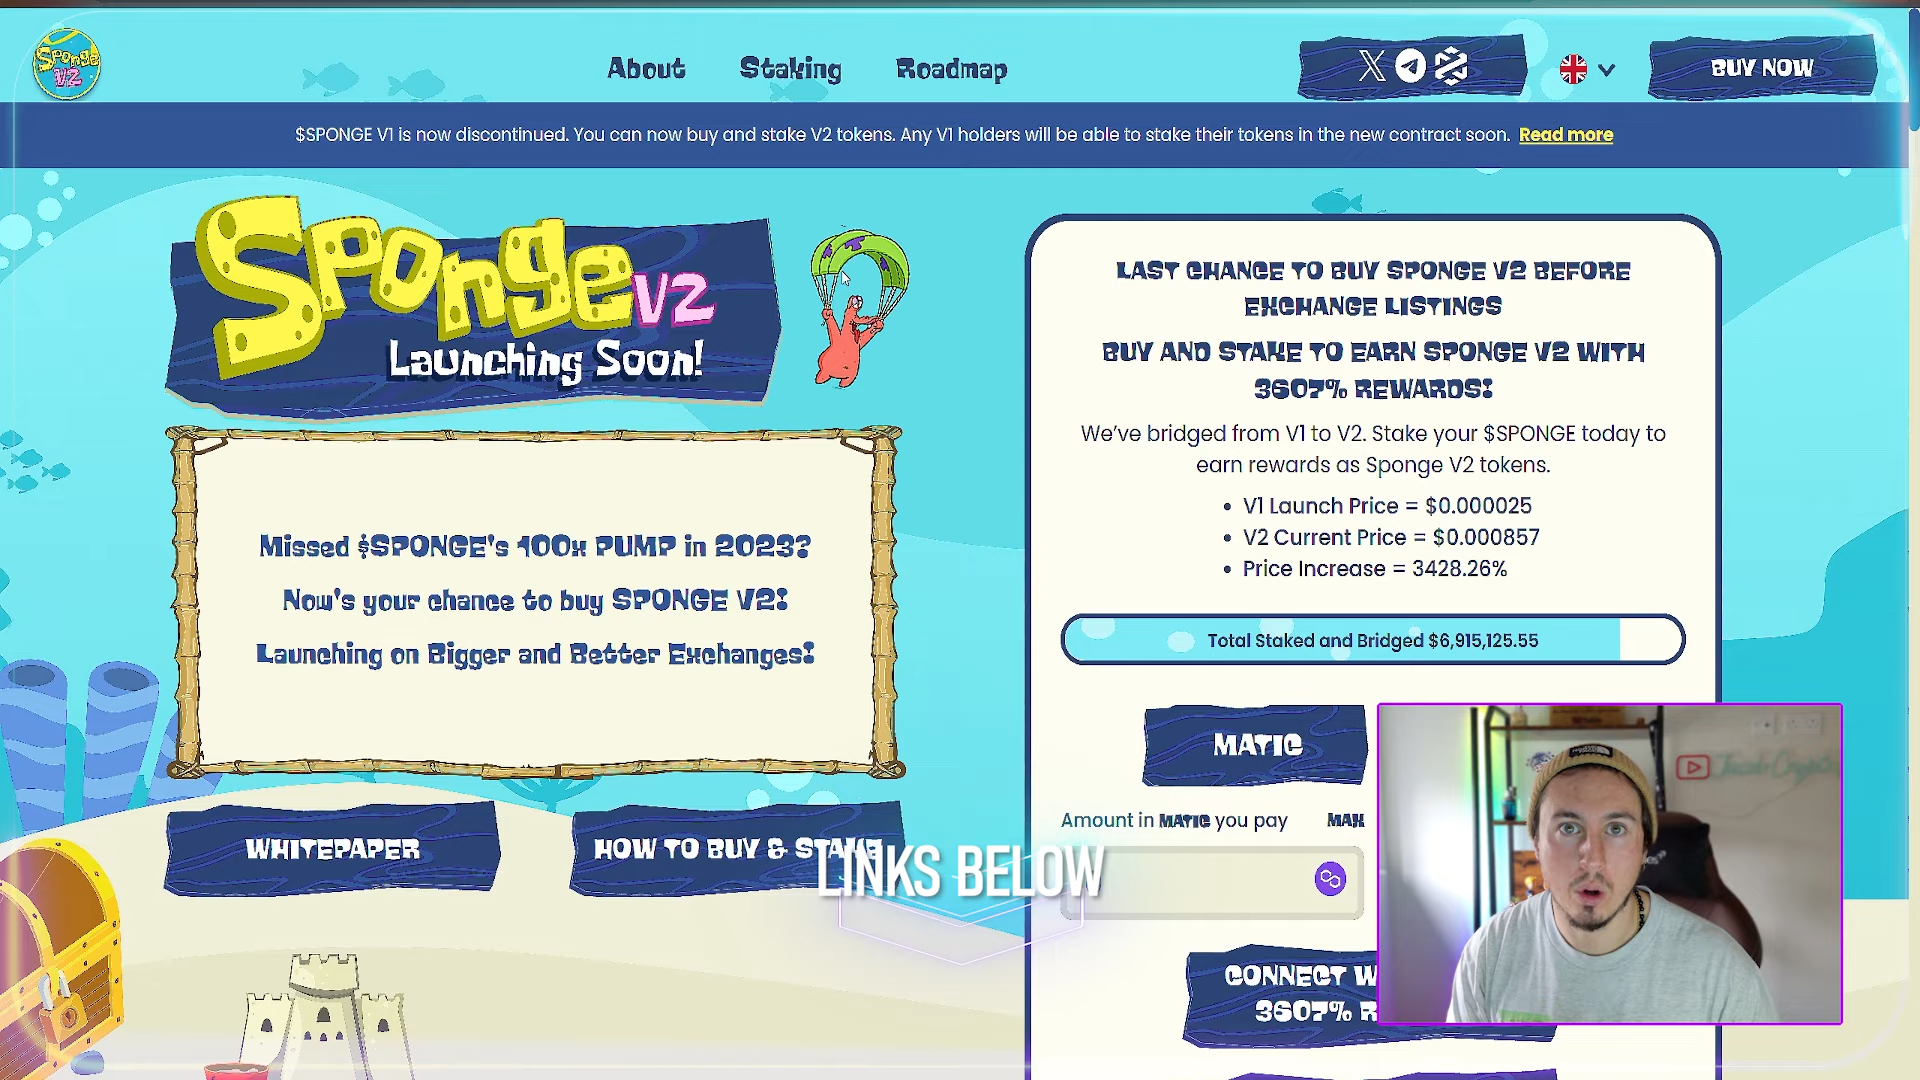 Sponge
V2
About
Staking
Roadmap
BUY NOW
$SPONGE V1 is now discontinued. You can now buy and stake V2 tokens. Any V1 holders will be able to stake their tokens in the new contract soon. Read more
Sponge V2
Launching Soon!
Missed $SPONGE's 100x PUMP in 2023?
Now's your chance to buy SPONGE V2!
Launching on Bigger and Better Exchanges!
WHITEPAPER
HOW TO BUY & STAKE
LAST CHANCE TO BUY SPONGE V2 BEFORE
EXCHANGE LISTINGS
BUY AND STAKE TO EARN SPONGE V2 WITH
3607% REWARDS!
We've bridged from V1 to V2. Stake your $SPONGE today to
earn rewards as Sponge V2 tokens.
• V1 Launch Price = $0.000025
• V2 Current Price = $0.000857
• Price Increase = 3428.26%
Total Staked and Bridged $6,915,125.55
MATIC
Amount in MATIC you pay
MAX
LINKS BELOW
CONNECT W
3607% R